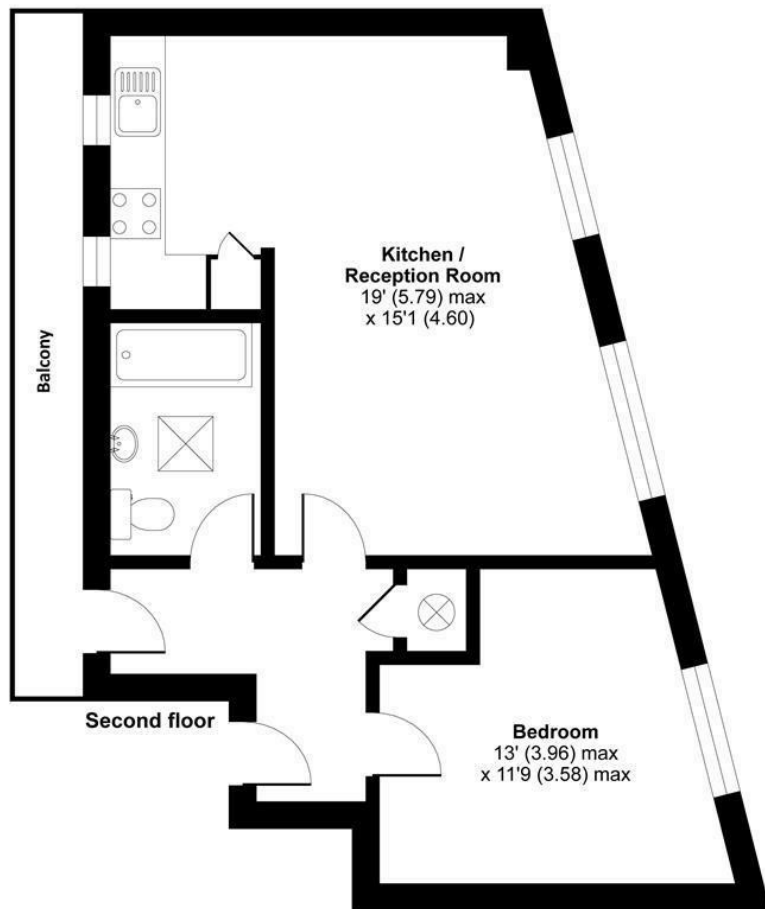 Kitchen /
Reception Room
19' (5.79) max
x 15'1 (4.60)
Balcony
Second floor
Bedroom
13' (3.96) max
x 11'9 (3.58) max